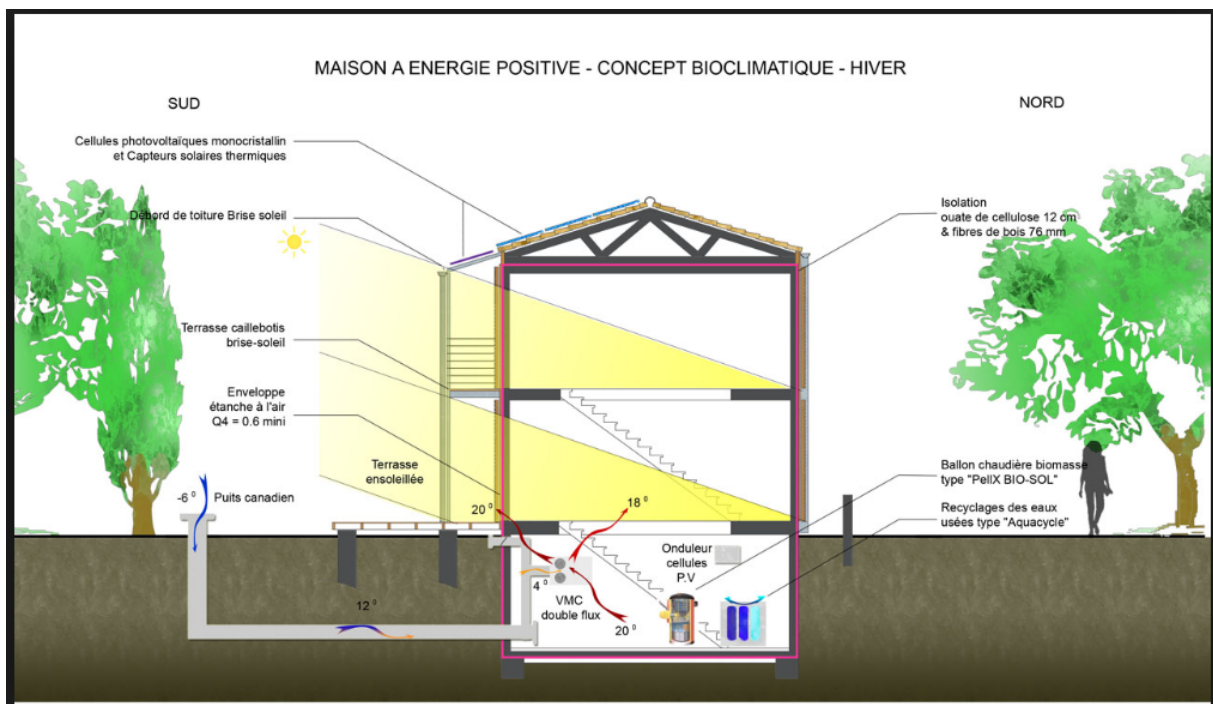 MAISON A ENERGIE POSITIVE - CONCEPT BIOCLIMATIQUE - HIVER
SUD
NORD
Cellules photovoltaïques monocristallin
et Capteurs solaires thermiques
Débord de toiture Brise soleil
Isolation
ouate de cellulose 12 cm
& fibres de bois 76 mm
Terrasse caillebotis
brise-soleil
Enveloppe
étanche à l'air
Q4 = 0.6 mini
Terrasse
ensoleillée
Ballon chaudière biomasse
type "PellX BIO-SOL"
-6 °
Puits canadien
20 °
18 °
Recyclages des eaux
usées type "Aquacycle"
Onduleur
cellules
P.V
4 °
VMC
double flux
12 °
20 °